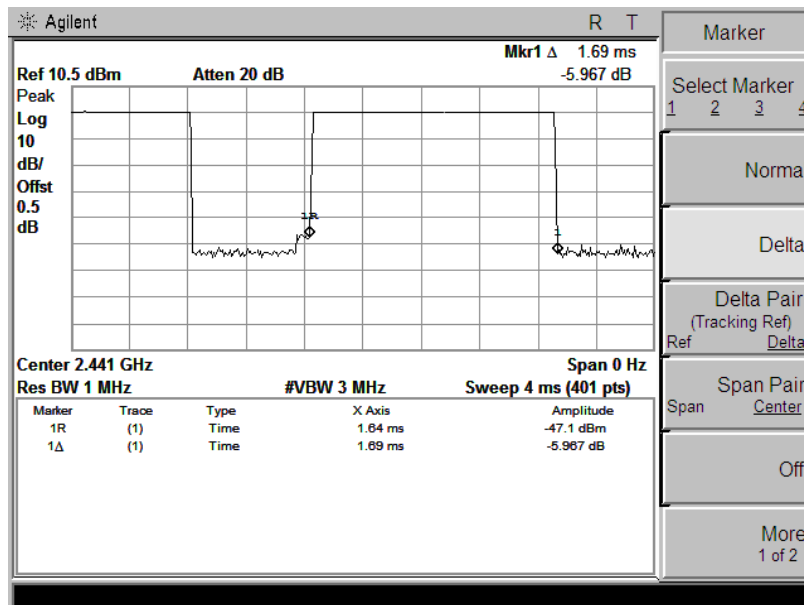 Agilent R T
Mkr1 Δ 1.69 ms
Ref 10.5 dBm Atten 20 dB -5.967 dB
Peak
Log
10
dB/
Offst
0.5
dB
1R
1
Center 2.441 GHz Span 0 Hz
Res BW 1 MHz #VBW 3 MHz Sweep 4 ms (401 pts)
Marker Trace Type X Axis Amplitude
1R (1) Time 1.64 ms -47.1 dBm
1Δ (1) Time 1.69 ms -5.967 dB
Marker
Select Marker
1 2 3 4
Norma
Delta
Delta Pair
(Tracking Ref)
Ref Delta
Span Pair
Span Center
Off
More
1 of 2